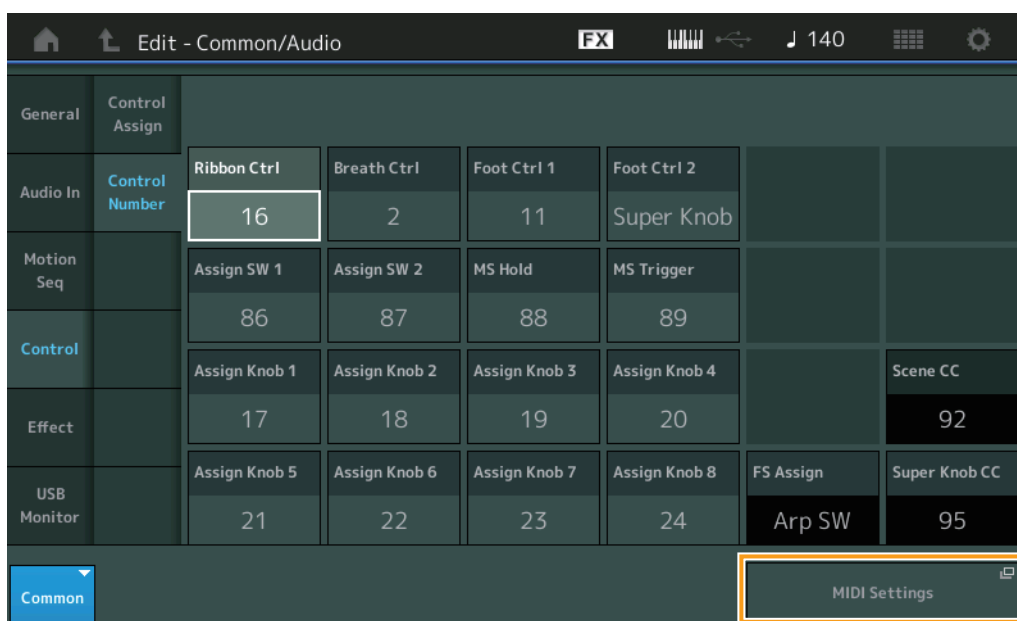 Edit - Common/Audio FX 140
General
Control
Assign
Audio In
Control
Number
Motion
Seq
Control
Effect
USB
Monitor
Ribbon Ctrl Breath Ctrl Foot Ctrl 1 Foot Ctrl 2
16 2 11 Super Knob
Assign SW 1 Assign SW 2 MS Hold MS Trigger
86 87 88 89
Assign Knob 1 Assign Knob 2 Assign Knob 3 Assign Knob 4 Scene CC
17 18 19 20 92
Assign Knob 5 Assign Knob 6 Assign Knob 7 Assign Knob 8 FS Assign Super Knob CC
21 22 23 24 Arp SW 95
Common MIDI Settings